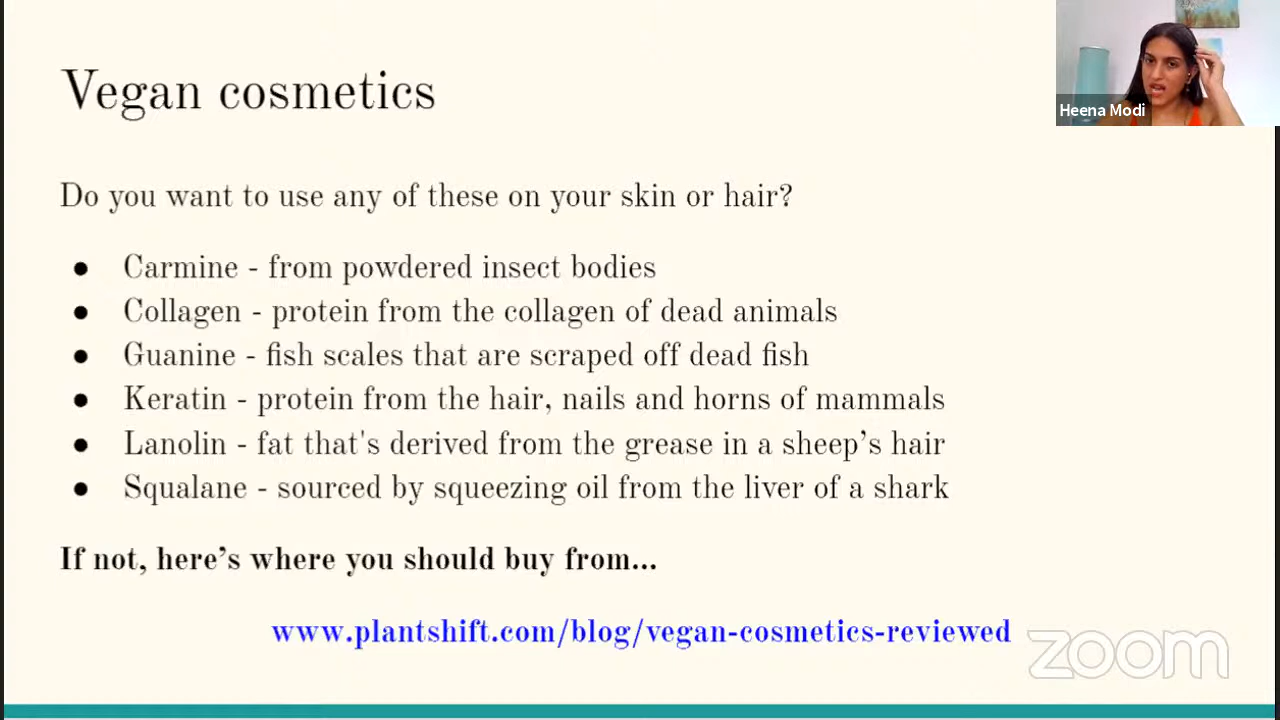 Vegan cosmetics
Heena Modi
Do you want to use any of these on your skin or hair?
● Carmine - from powdered insect bodies
● Collagen - protein from the collagen of dead animals
● Guanine - fish scales that are scraped off dead fish
● Keratin - protein from the hair, nails and horns of mammals
● Lanolin - fat that's derived from the grease in a sheep’s hair
● Squalane - sourced by squeezing oil from the liver of a shark
If not, here’s where you should buy from...
www.plantshift.com/blog/vegan-cosmetics-reviewed
zoom